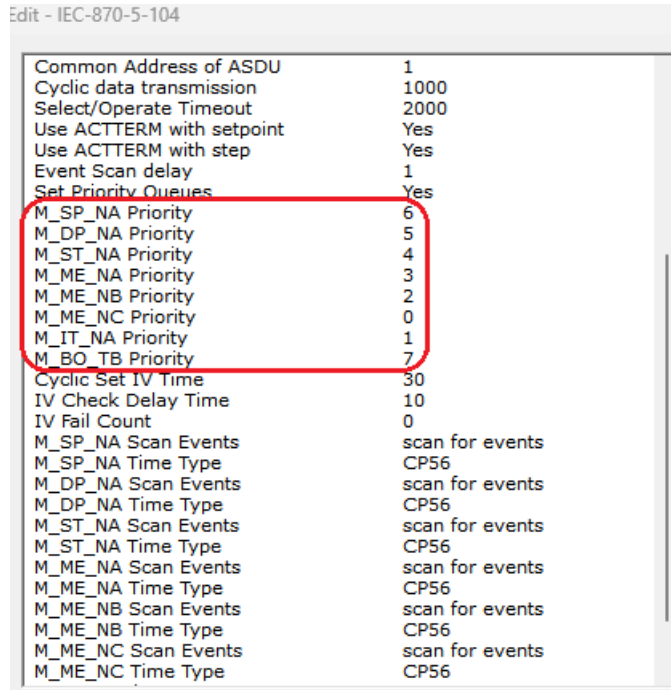 Edit - IEC-870-5-104
Common Address of ASDU 1
Cyclic data transmission 1000
Select/Operate Timeout 2000
Use ACTTERM with setpoint Yes
Use ACTTERM with step Yes
Event Scan delay 1
Set Priority Queues Yes
M_SP_NA Priority 6
M_DP_NA Priority 5
M_ST_NA Priority 4
M_ME_NA Priority 3
M_ME_NB Priority 2
M_ME_NC Priority 0
M_IT_NA Priority 1
M_BO_TB Priority 7
Cyclic Set IV Time 30
IV Check Delay Time 10
IV Fail Count 0
M_SP_NA Scan Events scan for events
M_SP_NA Time Type CP56
M_DP_NA Scan Events scan for events
M_DP_NA Time Type CP56
M_ST_NA Scan Events scan for events
M_ST_NA Time Type CP56
M_ME_NA Scan Events scan for events
M_ME_NA Time Type CP56
M_ME_NB Scan Events scan for events
M_ME_NB Time Type CP56
M_ME_NC Scan Events scan for events
M_ME_NC Time Type CP56